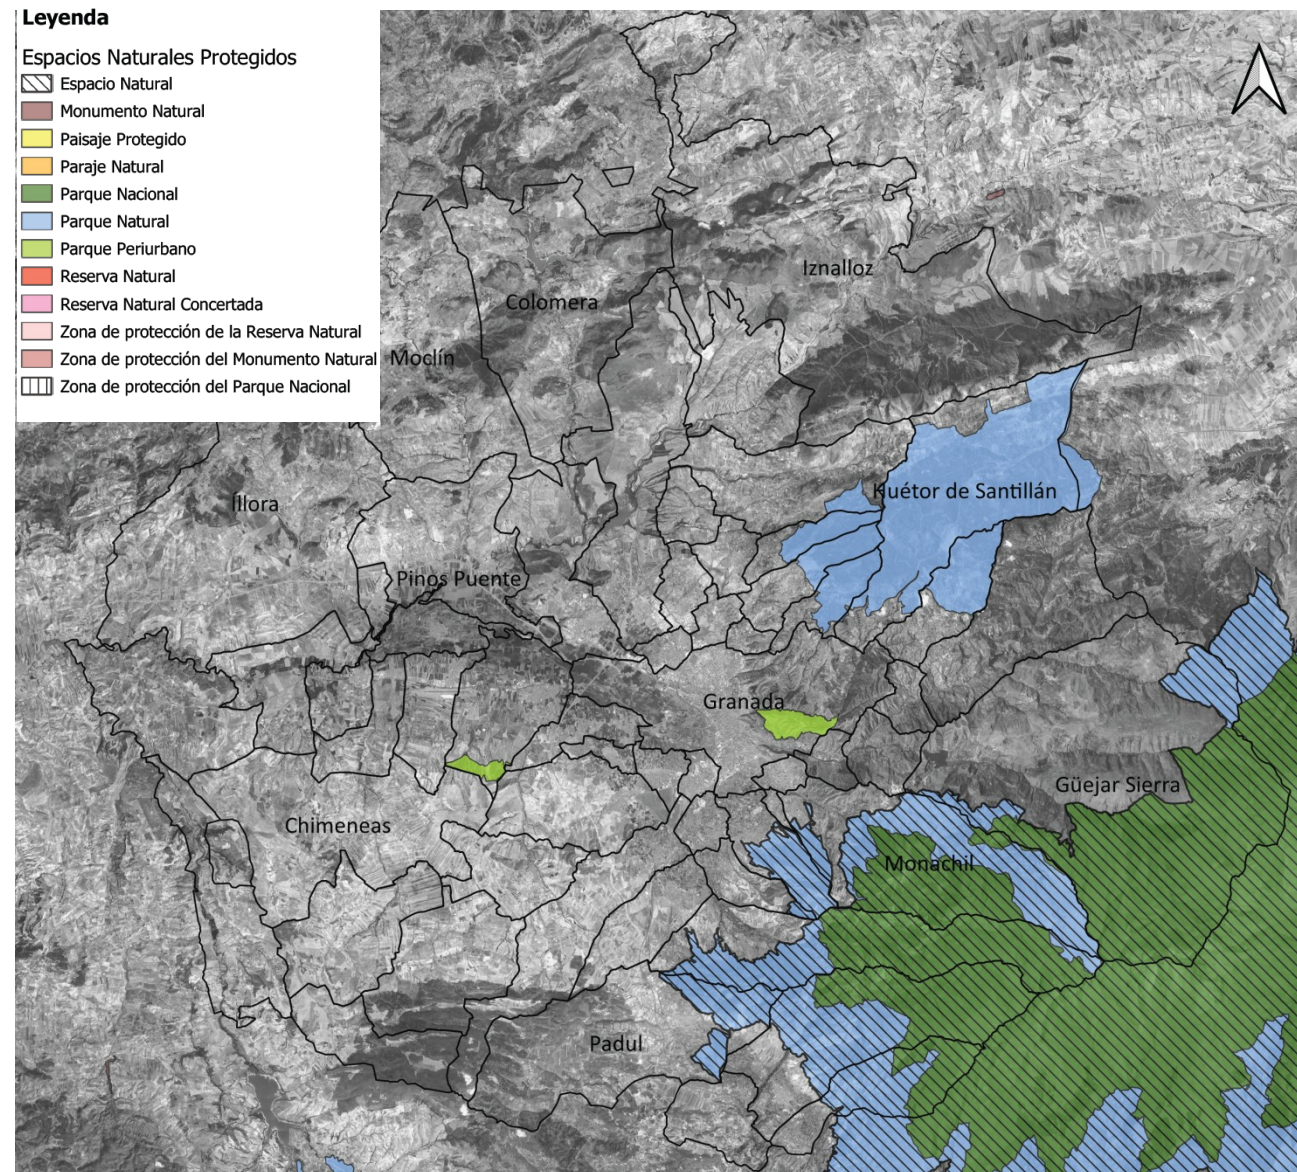 Leyenda
Espacios Naturales Protegidos
Espacio Natural
Monumento Natural
Paisaje Protegido
Paraje Natural
Parque Nacional
Parque Natural
Parque Periurbano
Reserva Natural
Reserva Natural Concertada
Zona de protección de la Reserva Natural
Zona de protección del Monumento Natural
Zona de protección del Parque Nacional
Iznalloz
Colomera
Moclín
Huétor de Santillán
Íllora
Pinos Puente
Granada
Güejar Sierra
Chimeneas
Monachil
Padul